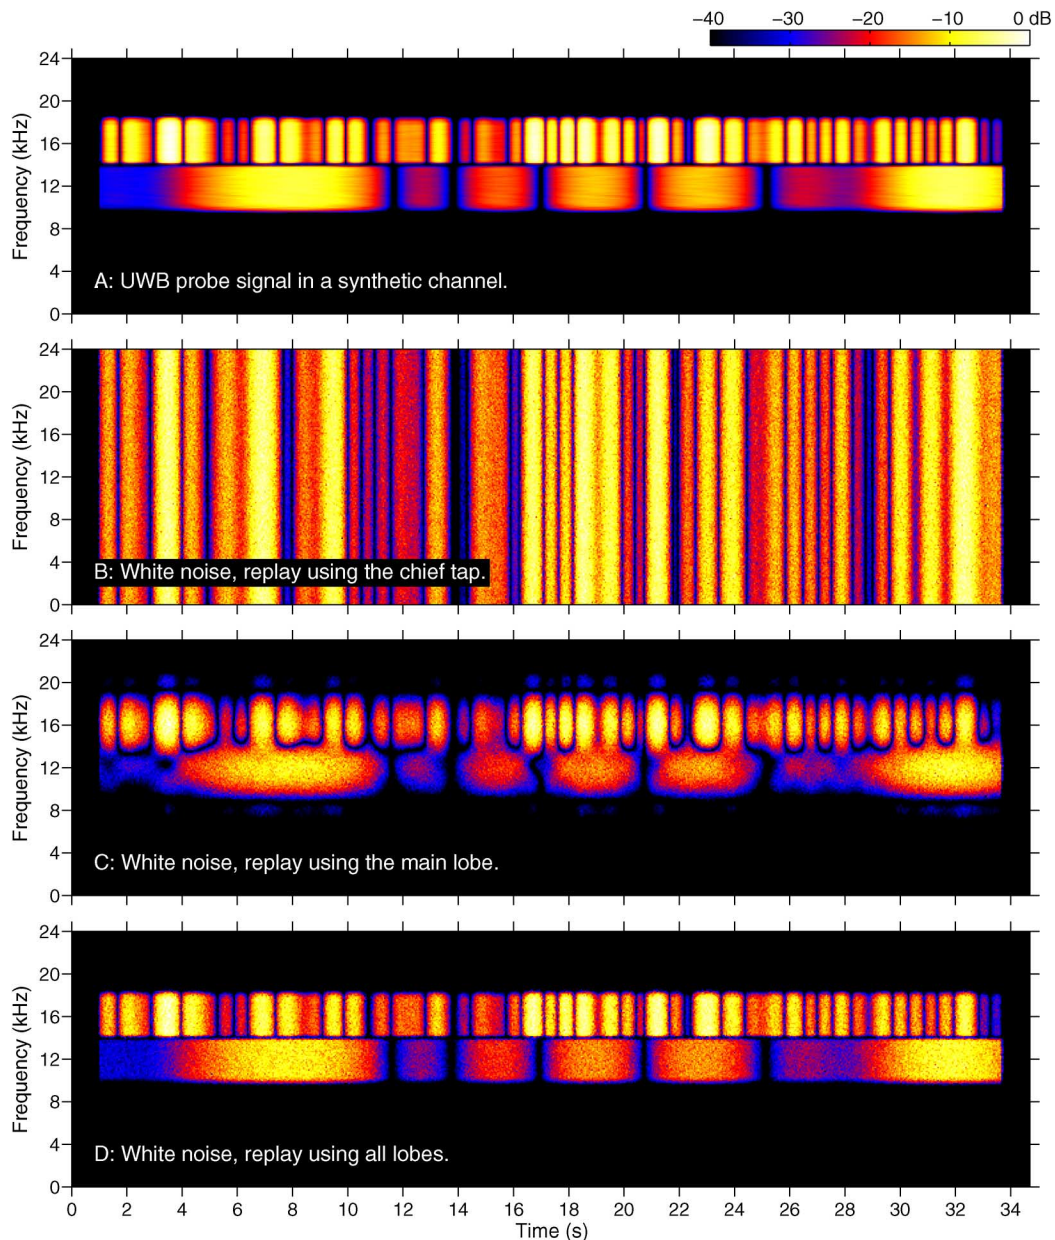 −40 −30 −20 −10 0 dB
24
20
16
12
8
4
0
Frequency (kHz)
A: UWB probe signal in a synthetic channel.
24
20
16
12
8
4
0
Frequency (kHz)
B: White noise, replay using the chief tap.
24
20
16
12
8
4
0
Frequency (kHz)
C: White noise, replay using the main lobe.
24
20
16
12
8
4
0
Frequency (kHz)
D: White noise, replay using all lobes.
0 2 4 6 8 10 12 14 16 18 20 22 24 26 28 30 32 34
Time (s)